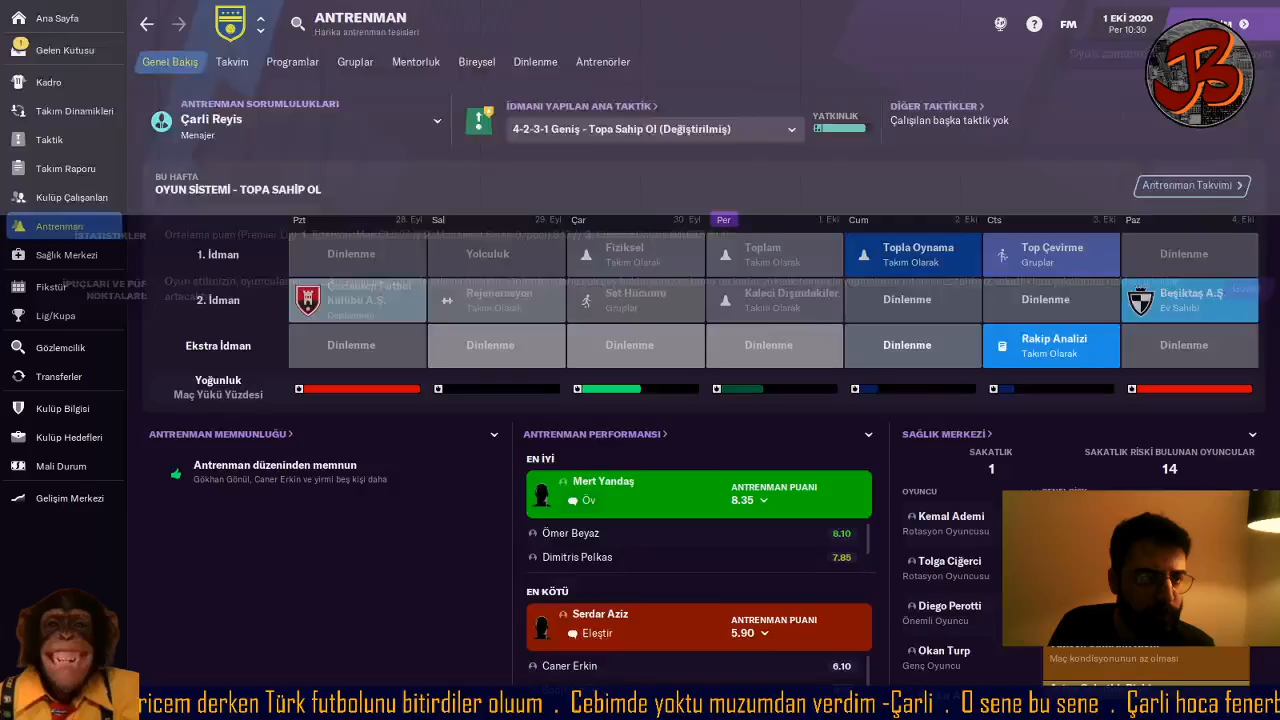 Ana Sayfa
1
Gelen Kutusu
Kadro
Takım Dinamikleri
Taktik
Takım Raporu
Kulüp Çalışanları
Antrenman
Sağlık Merkezi
Fikstür
Lig/Kupa
Gözlemcilik
Transferler
Kulüp Bilgisi
Kulüp Hedefleri
Mali Durum
Gelişim Merkezi
ANTRENMAN
Harika antrenman tesisleri
?
FM
1 EKİ 2020
Per 10:30
JB
Genel Bakış
Takvim
Programlar
Gruplar
Mentorluk
Bireysel
Dinlenme
Antrenörler
ANTRENMAN SORUMLULUKLARI
Çarli Reyis
Menajer
İDMANI YAPILAN ANA TAKTİK >
4-2-3-1 Geniş - Topa Sahip Ol (Değiştirilmiş)
YATKINLIK
DİĞER TAKTİKLER >
Çalışılan başka taktik yok
BU HAFTA
OYUN SİSTEMİ - TOPA SAHİP OL
Antrenman Takvimi >
Pzt 28. Eyl Sal 29. Eyl Çar 30. Eyl Per 1. Eki Cum 2. Eki Cts 3. Eki Paz 4. Eki
İSTATİSTİKLER
İPUÇLARI VE PÜF
NOKTALARI:
1. İdman
Dinlenme
Yolculuk
Fiziksel
Takım Olarak
Toplam
Takım Olarak
Topla Oynama
Takım Olarak
Top Çevirme
Gruplar
Dinlenme
2. İdman
Kulübü A.Ş.
Deplasman
Rejenerasyon
Takım Olarak
Set Hücumu
Gruplar
Kaleci Dışındakiler
Takım Olarak
Dinlenme
Dinlenme
Beşiktaş A.Ş
Ev Sahibi
Ekstra İdman
Dinlenme
Dinlenme
Dinlenme
Dinlenme
Dinlenme
Rakip Analizi
Takım Olarak
Dinlenme
Yoğunluk
Maç Yükü Yüzdesi
ANTRENMAN MEMNUNLUĞU >
Antrenman düzeninden memnun
Gökhan Gönül, Caner Erkin ve yirmi beş kişi daha
ANTRENMAN PERFORMANSI >
EN İYİ
Mert Yandaş
Öv
ANTRENMAN PUANI
8.35
Ömer Beyaz 8.10
Dimitris Pelkas 7.85
EN KÖTÜ
Serdar Aziz
Eleştir
ANTRENMAN PUANI
5.90
Caner Erkin 6.10
SAĞLIK MERKEZİ >
SAKATLIK
1
SAKATLIK RİSKİ BULUNAN OYUNCULAR
14
OYUNCU
Kemal Ademi
Rotasyon Oyuncusu
Tolga Ciğerci
Rotasyon Oyuncusu
Diego Perotti
Önemli Oyuncu
Okan Turp
Genç Oyuncu
Maç kondisyonunun az olması
ricem derken Türk futbolunu bitirdiler oluum . Cebimde yoktu muzumdan verdim -Çarli . O sene bu sene . Çarli hoca fenerb